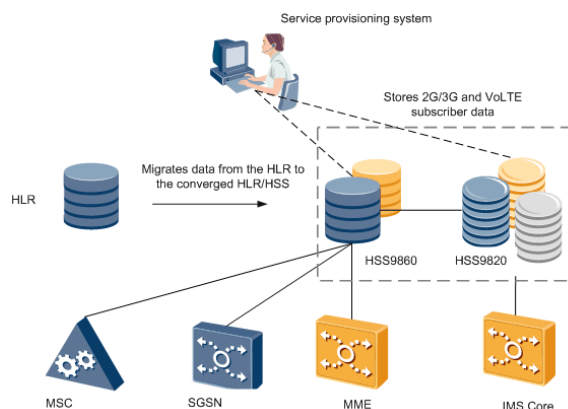 Service provisioning system
Stores 2G/3G and VoLTE
subscriber data
Migrates data from the HLR to
the converged HLR/HSS
HLR
HSS9860
HSS9820
MSC
SGSN
MME
IMS Core